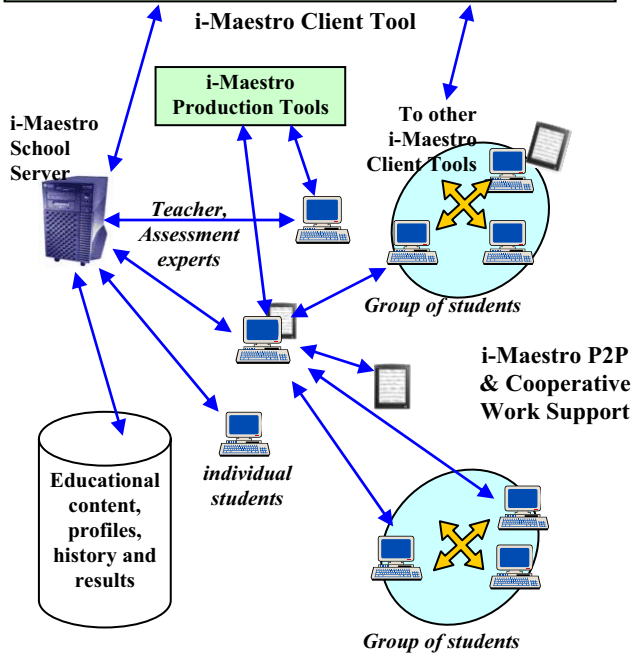 i-Maestro Client Tool
i-Maestro
Production Tools
To other
i-Maestro
Client Tools
i-Maestro
School
Server
Teacher,
Assessment
experts
Group of students
i-Maestro P2P
& Cooperative
Work Support
individual
students
Educational
content,
profiles,
history and
results
Group of students